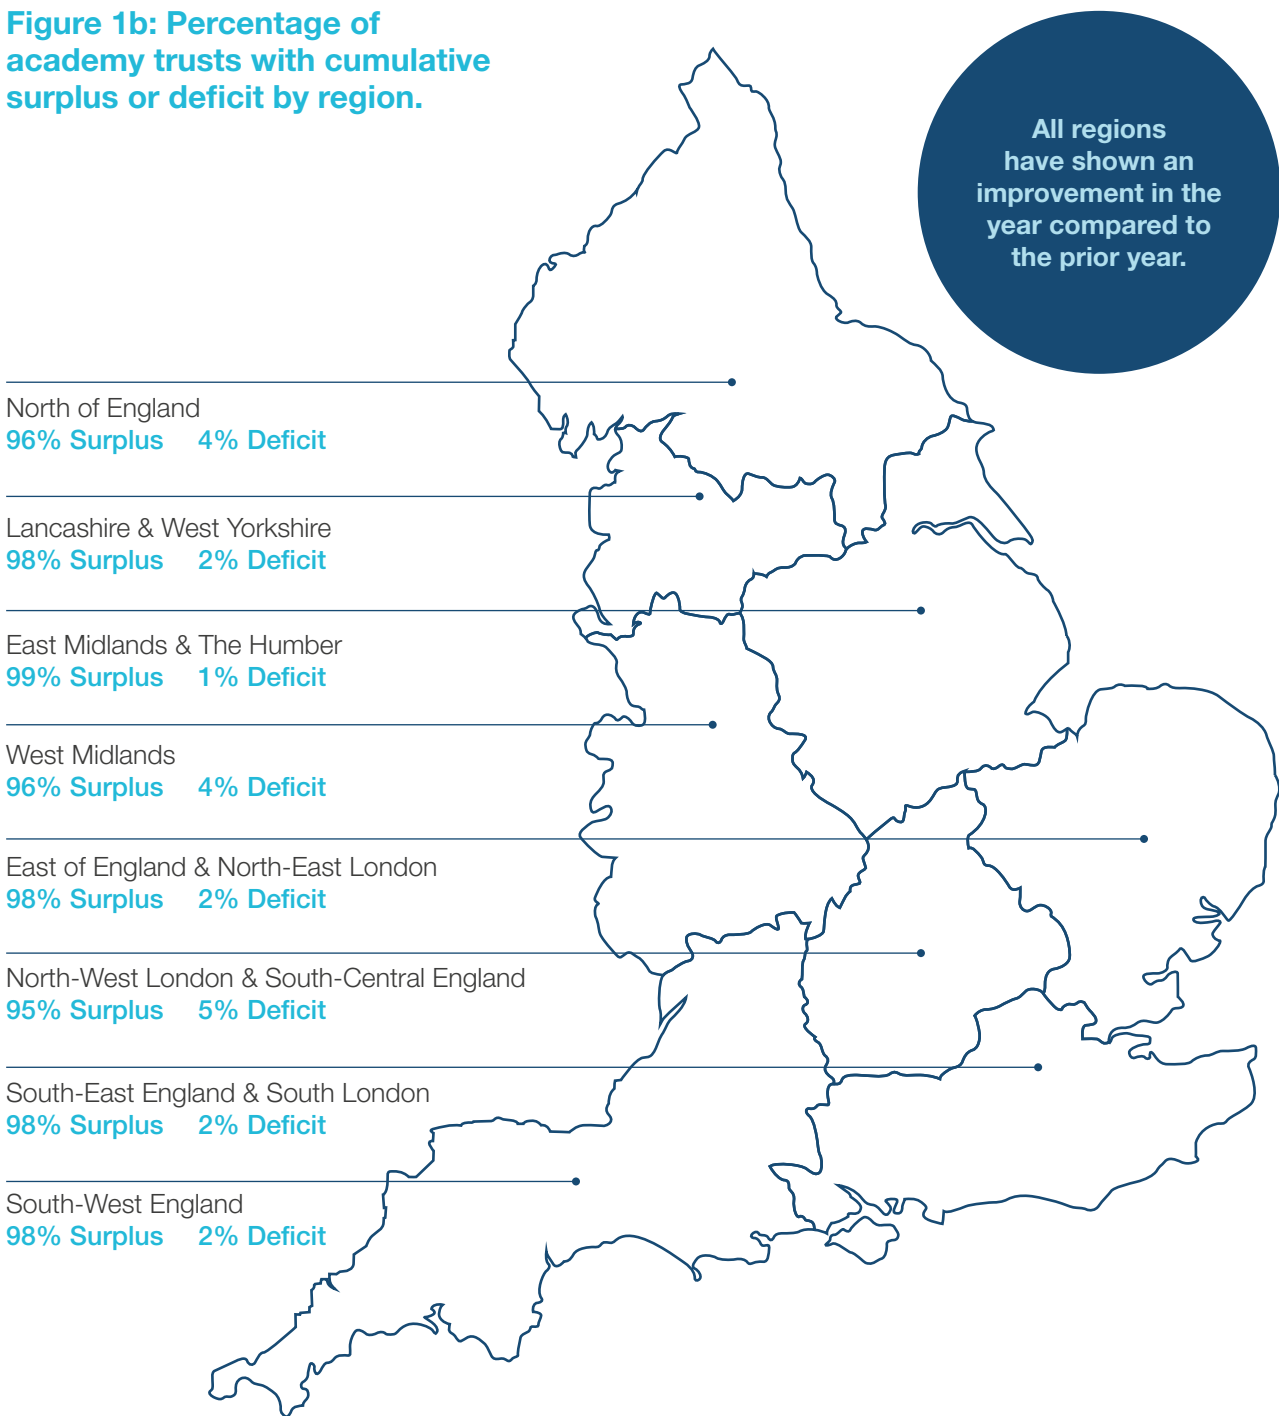 Figure 1b: Percentage of
academy trusts with cumulative
surplus or deficit by region.
All regions
have shown an
improvement in the
year compared to
the prior year.
North of England
96% Surplus 4% Deficit
Lancashire & West Yorkshire
98% Surplus 2% Deficit
East Midlands & The Humber
99% Surplus 1% Deficit
West Midlands
96% Surplus 4% Deficit
East of England & North-East London
98% Surplus 2% Deficit
North-West London & South-Central England
95% Surplus 5% Deficit
South-East England & South London
98% Surplus 2% Deficit
South-West England
98% Surplus 2% Deficit